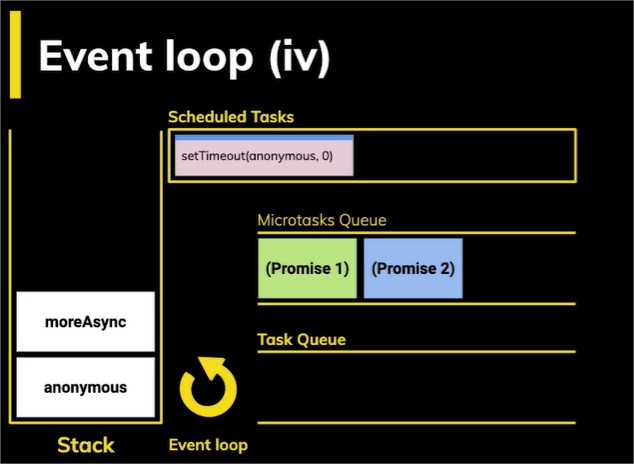 Event loop (iv)
Scheduled Tasks
setTimeout(anonymous, 0)
Microtasks Queue
(Promise 1)
(Promise 2)
moreAsync
Task Queue
anonymous
Stack
Event loop